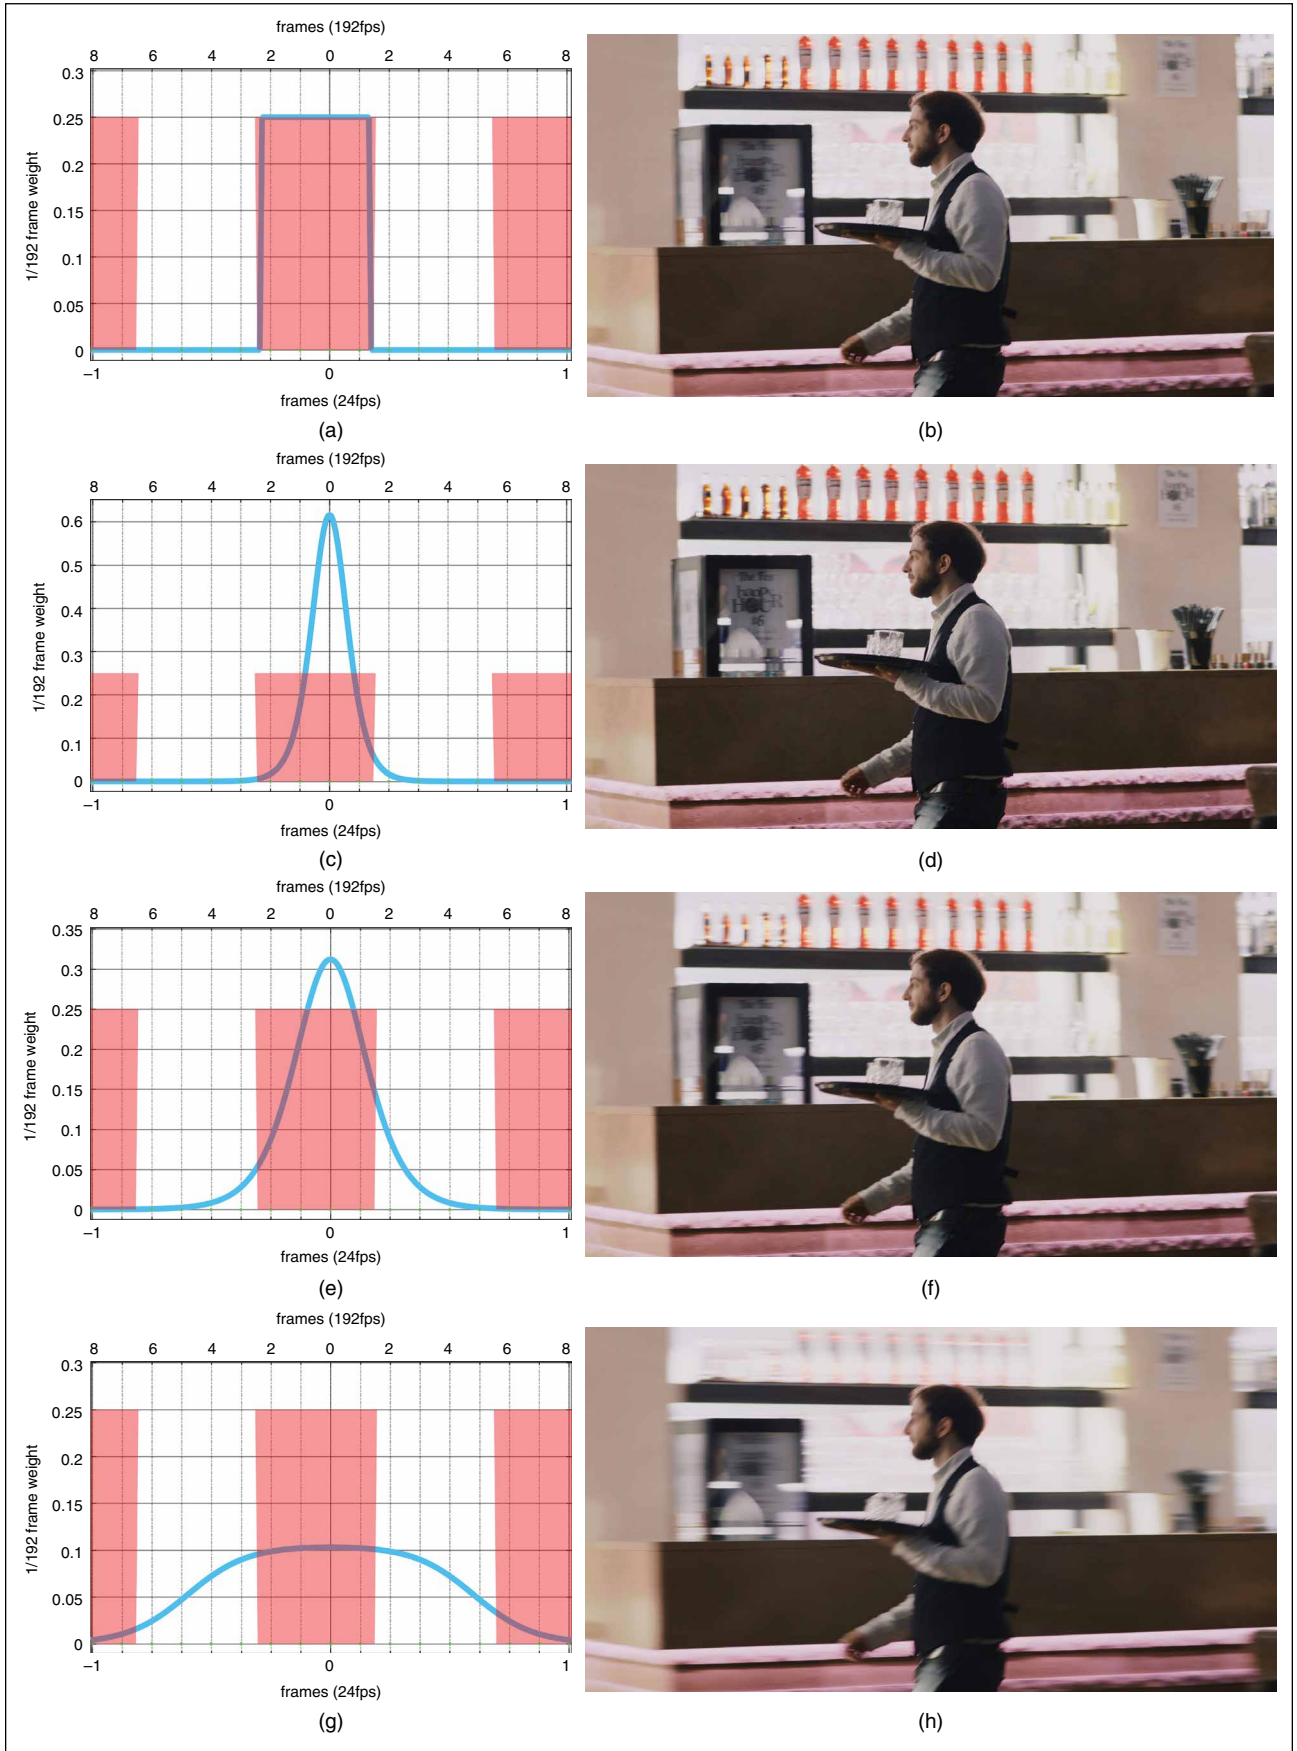 frames (192fps)
8 6 4 2 0 2 4 6 8
0.3
0.25
0.2
0.15
0.1
0.05
0
1/192 frame weight
−1 0 1
frames (24fps)
(a)
(b)
frames (192fps)
8 6 4 2 0 2 4 6 8
0.6
0.5
0.4
0.3
0.2
0.1
0
1/192 frame weight
−1 0 1
frames (24fps)
(c)
The Fox
happy
HOUR
#6
(d)
frames (192fps)
8 6 4 2 0 2 4 6 8
0.35
0.3
0.25
0.2
0.15
0.1
0.05
0
1/192 frame weight
−1 0 1
frames (24fps)
(e)
(f)
frames (192fps)
8 6 4 2 0 2 4 6 8
0.3
0.25
0.2
0.15
0.1
0.05
0
1/192 frame weight
−1 0 1
frames (24fps)
(g)
(h)